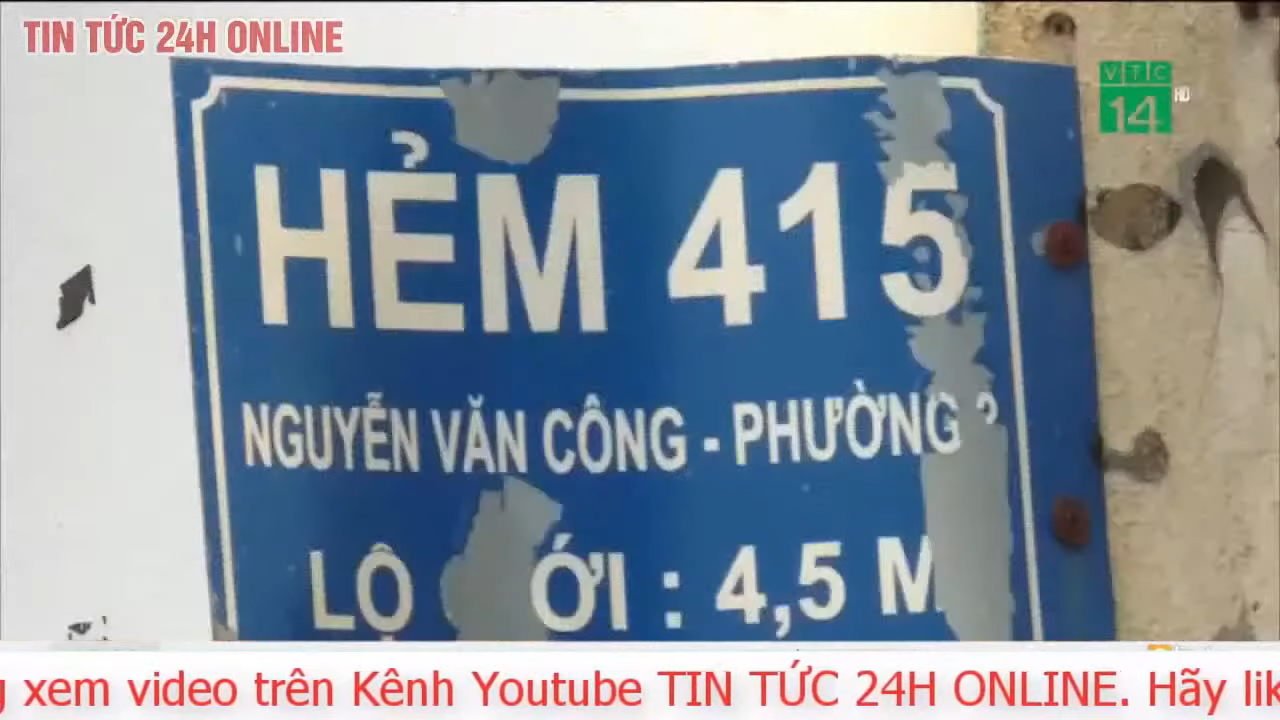 TIN TỨC 24H ONLINE
VTC
14 HD
HẺM 415
NGUYỄN VĂN CÔNG - PHƯỜNG
LỘ ỚI : 4,5 M
xem video trên Kênh Youtube TIN TỨC 24H ONLINE. Hãy lik